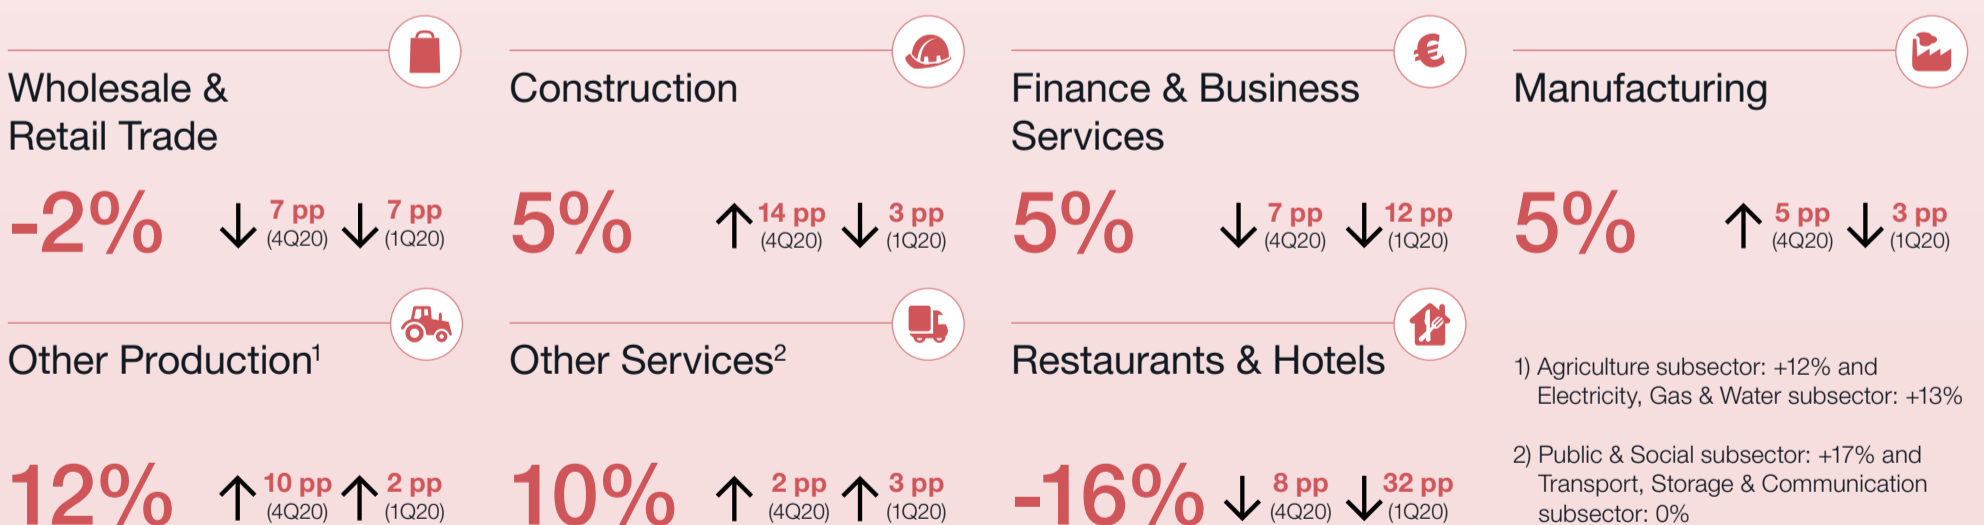 Wholesale &
Retail Trade
-2% ↓ 7 pp (4Q20) ↓ 7 pp (1Q20)
Construction
5% ↑ 14 pp (4Q20) ↓ 3 pp (1Q20)
Finance & Business
Services
5% ↓ 7 pp (4Q20) ↓ 12 pp (1Q20)
Manufacturing
5% ↑ 5 pp (4Q20) ↓ 3 pp (1Q20)
Other Production¹
12% ↑ 10 pp (4Q20) ↑ 2 pp (1Q20)
Other Services²
10% ↑ 2 pp (4Q20) ↑ 3 pp (1Q20)
Restaurants & Hotels
-16% ↓ 8 pp (4Q20) ↓ 32 pp (1Q20)
1) Agriculture subsector: +12% and
Electricity, Gas & Water subsector: +13%
2) Public & Social subsector: +17% and
Transport, Storage & Communication
subsector: 0%